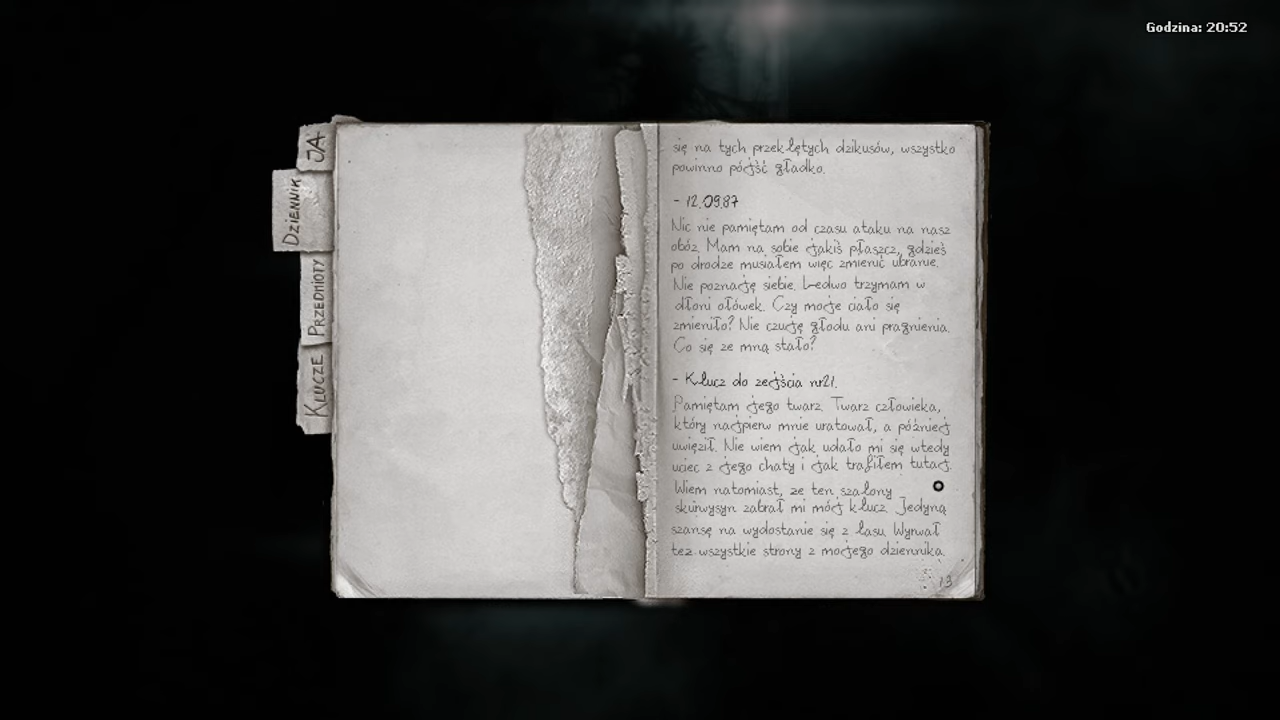 Godzina: 20:52
JA
DZIENNIK
PRZEDMIOTY
KLUCZE
się na tych przeklętych dzikusów, wszystko
powinno pójść gładko.
- 12.09.87
Nic nie pamiętam od czasu ataku na nasz
obóz. Mam na sobie jakiś płaszcz, gdzieś
po drodze musiałem więc zmienić ubranie.
Nie poznaję siebie. Ledwo trzymam w
dłoni ołówek. Czy moje ciało się
zmieniło? Nie czuję głodu ani pragnienia.
Co się ze mną stało?
- Klucz do zejścia nr21.
Pamiętam jego twarz. Twarz człowieka,
który najpierw mnie uratował, a później
uwięził. Nie wiem jak udało mi się wtedy
uciec z jego chaty i jak trafiłem tutaj.
Wiem natomiast, że ten szalony
skurwysyn zabrał mi mój klucz. Jedyną
szansę na wydostanie się z lasu. Wyrwał
też wszystkie strony z mojego dziennika.
13